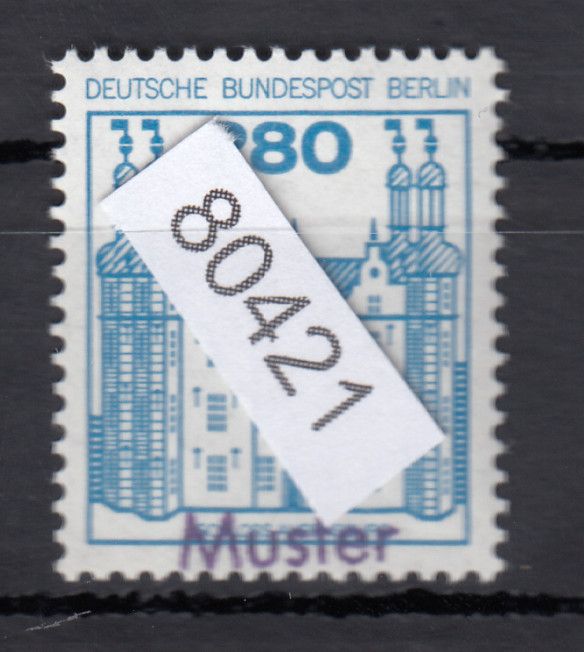 DEUTSCHE BUNDESPOST BERLIN
280
80421
Muster